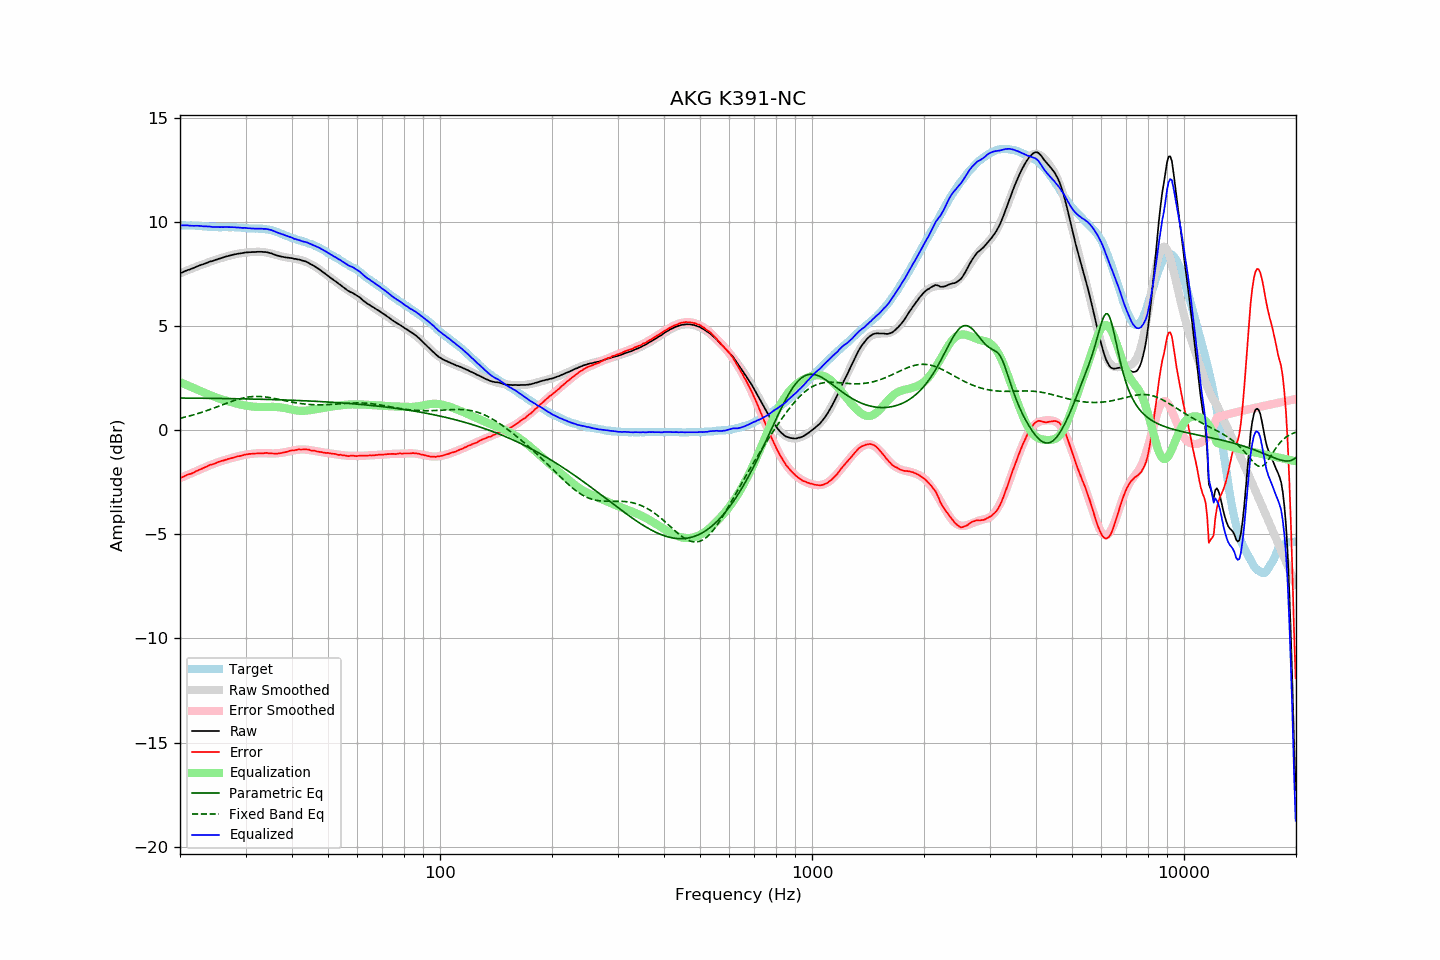 AKG K391-NC
Amplitude (dBr)
15
10
5
0
−5
−10
−15
−20
Target
Raw Smoothed
Error Smoothed
Raw
Error
Equalization
Parametric Eq
Fixed Band Eq
Equalized
100
1000
10000
Frequency (Hz)